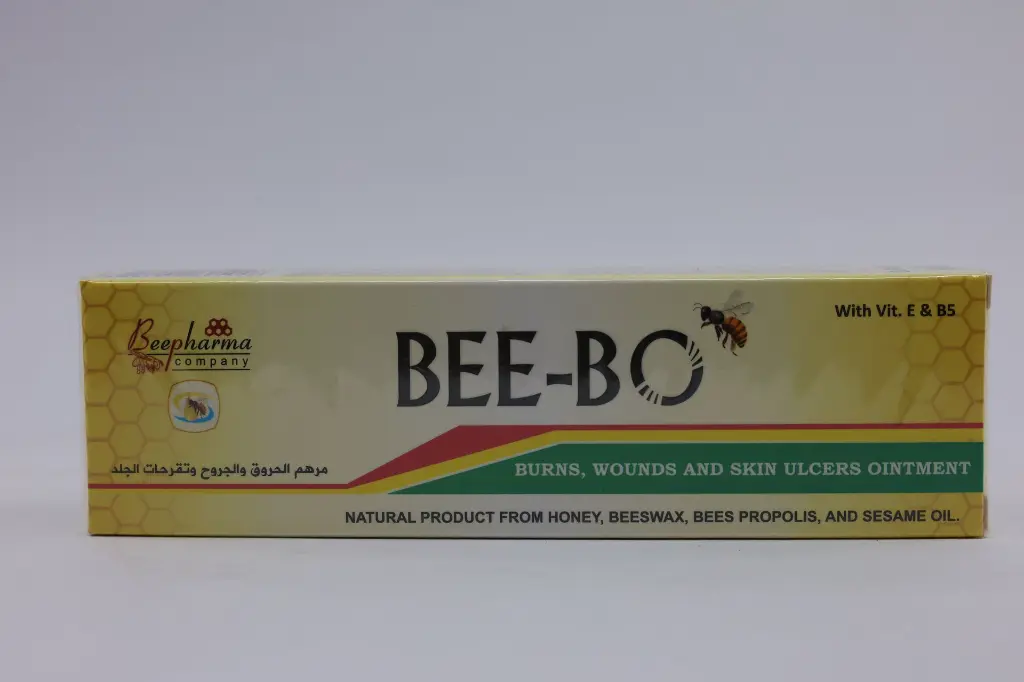 Beepharma
company
With Vit. E & B5
BEE-BO
مرهم الحروق والجروح وتقرحات الجلد
BURNS, WOUNDS AND SKIN ULCERS OINTMENT
NATURAL PRODUCT FROM HONEY, BEESWAX, BEES PROPOLIS, AND SESAME OIL.